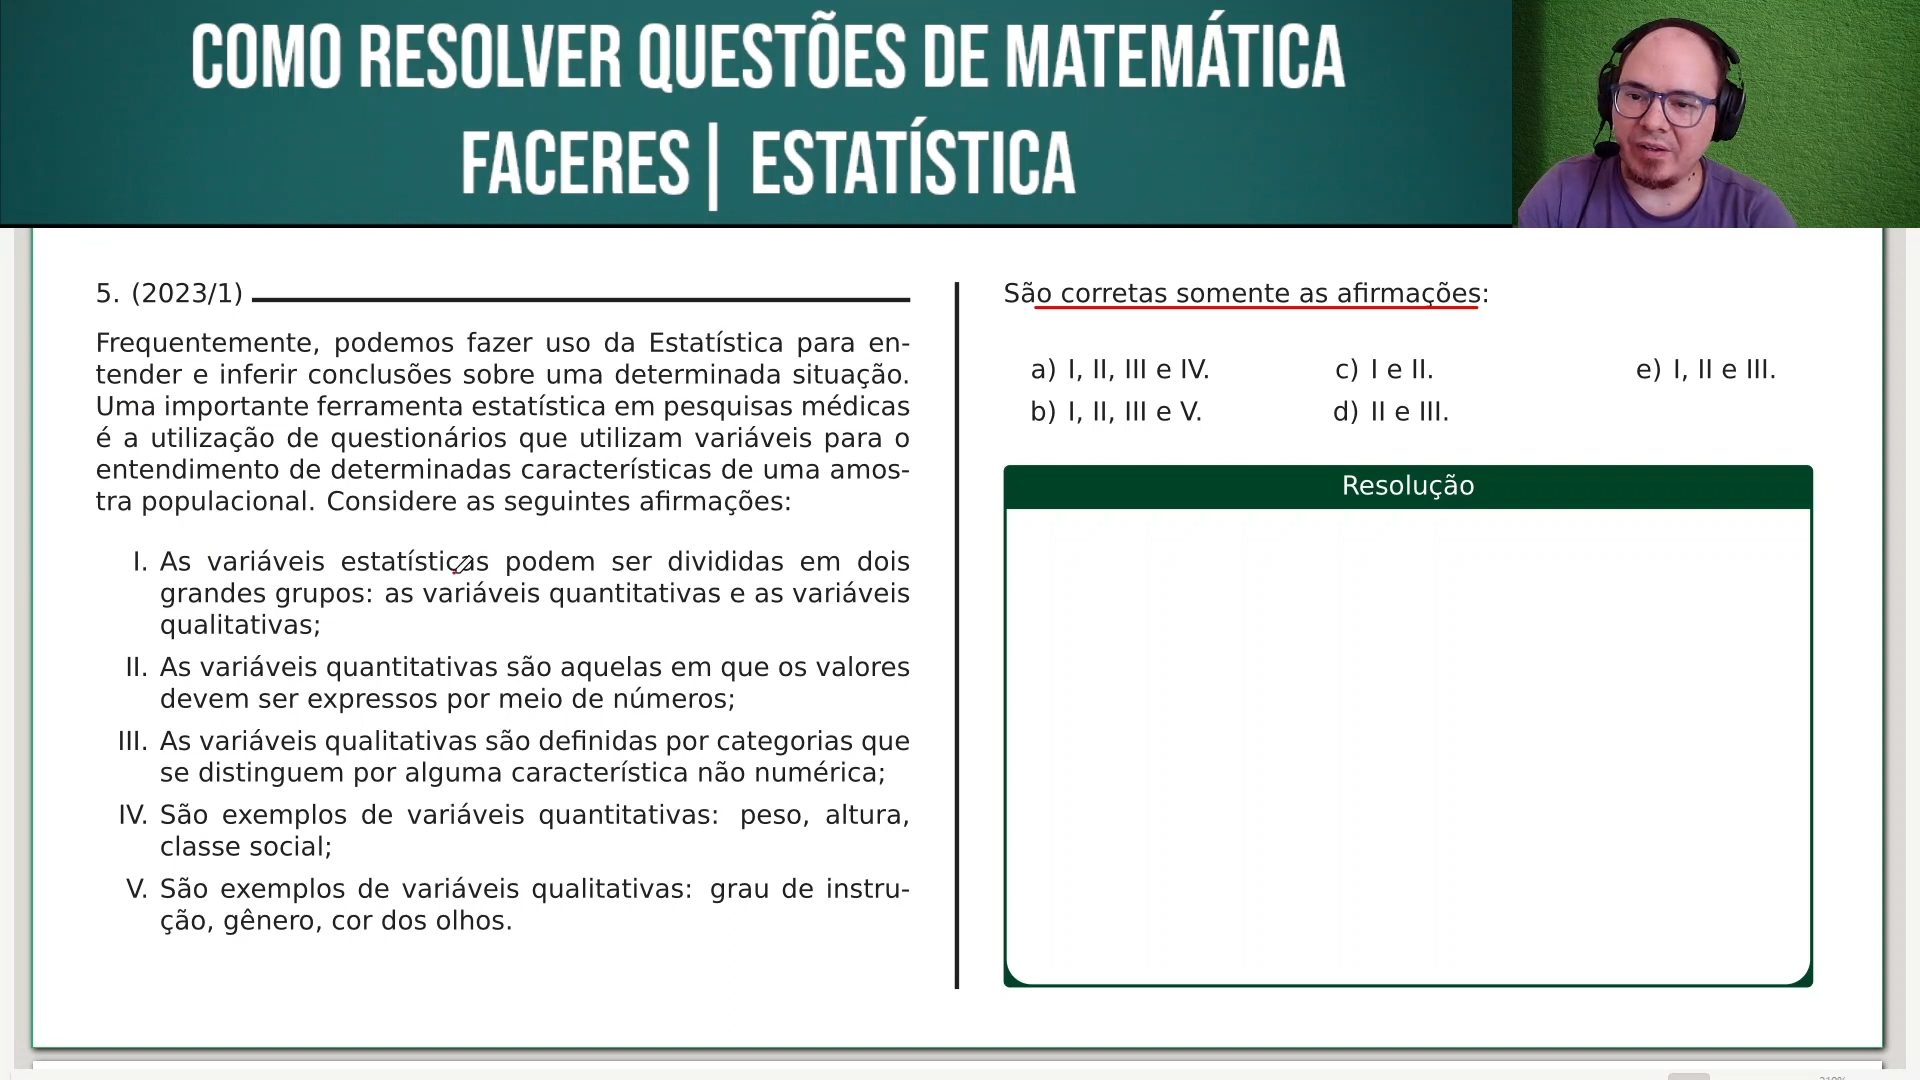 COMO RESOLVER QUESTÕES DE MATEMÁTICA
FACERES| ESTATÍSTICA
5. (2023/1)
Frequentemente, podemos fazer uso da Estatística para en-
tender e inferir conclusões sobre uma determinada situação.
Uma importante ferramenta estatística em pesquisas médicas
é a utilização de questionários que utilizam variáveis para o
entendimento de determinadas características de uma amos-
tra populacional. Considere as seguintes afirmações:
I. As variáveis estatísticas podem ser divididas em dois
grandes grupos: as variáveis quantitativas e as variáveis
qualitativas;
II. As variáveis quantitativas são aquelas em que os valores
devem ser expressos por meio de números;
III. As variáveis qualitativas são definidas por categorias que
se distinguem por alguma característica não numérica;
IV. São exemplos de variáveis quantitativas: peso, altura,
classe social;
V. São exemplos de variáveis qualitativas: grau de instru-
ção, gênero, cor dos olhos.
São corretas somente as afirmações:
a) I, II, III e IV. c) I e II. e) I, II e III.
b) I, II, III e V. d) II e III.
Resolução